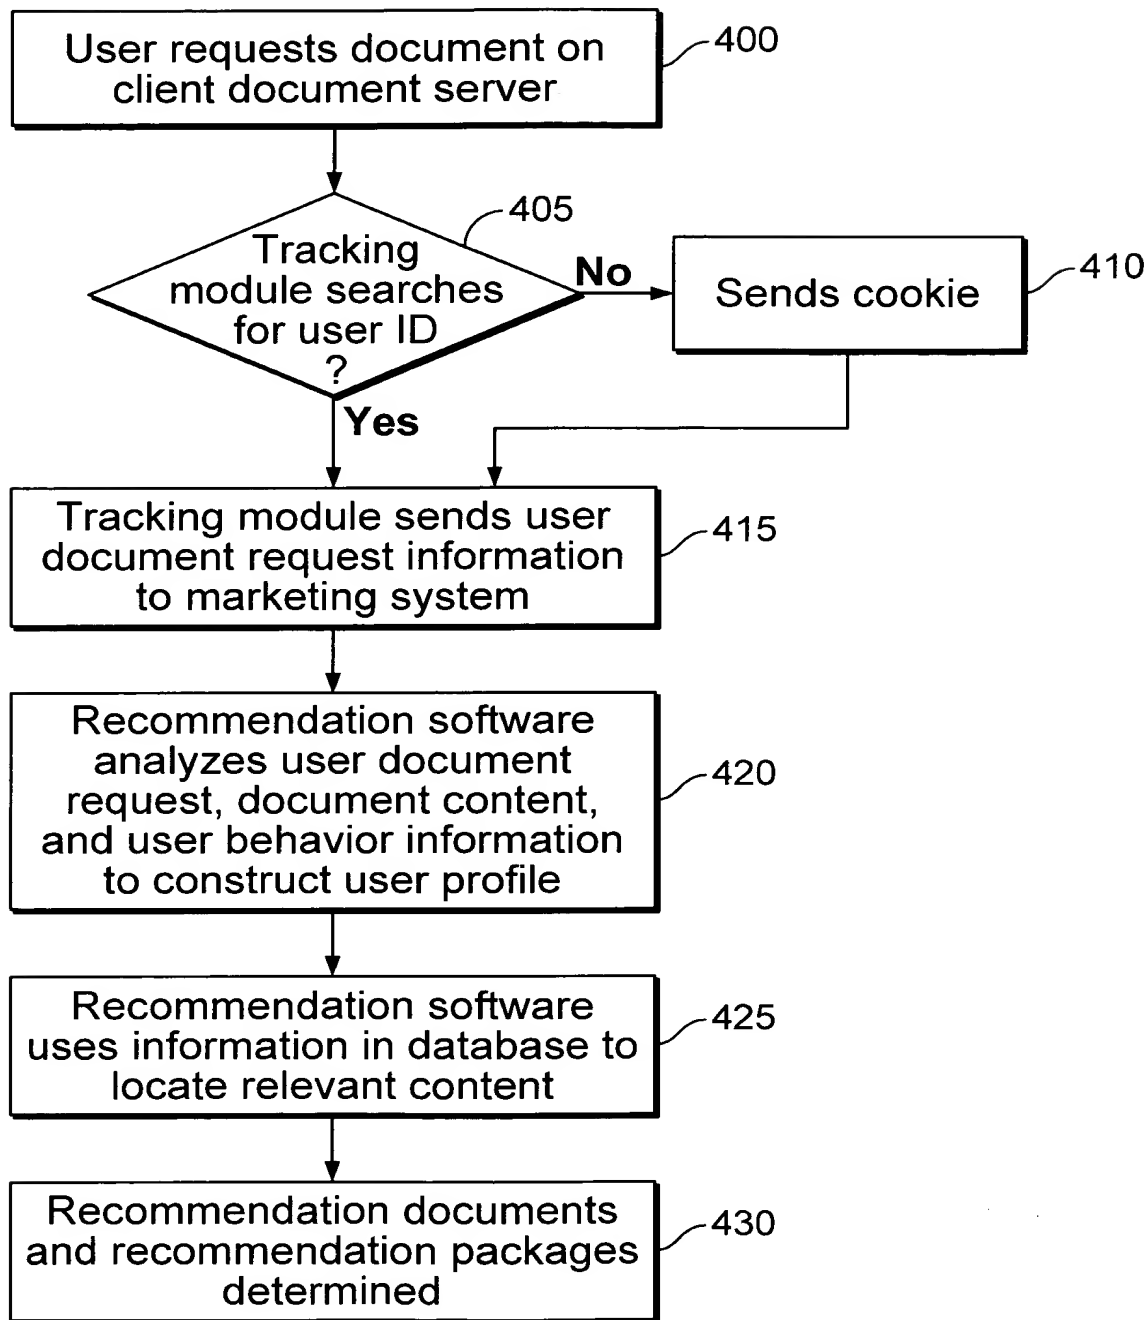 User requests document on
client document server
400
405
Tracking
module searches
for user ID
?
No
Sends cookie
410
Yes
Tracking module sends user
document request information
to marketing system
415
Recommendation software
analyzes user document
request, document content,
and user behavior information
to construct user profile
420
Recommendation software
uses information in database to
locate relevant content
425
Recommendation documents
and recommendation packages
determined
430